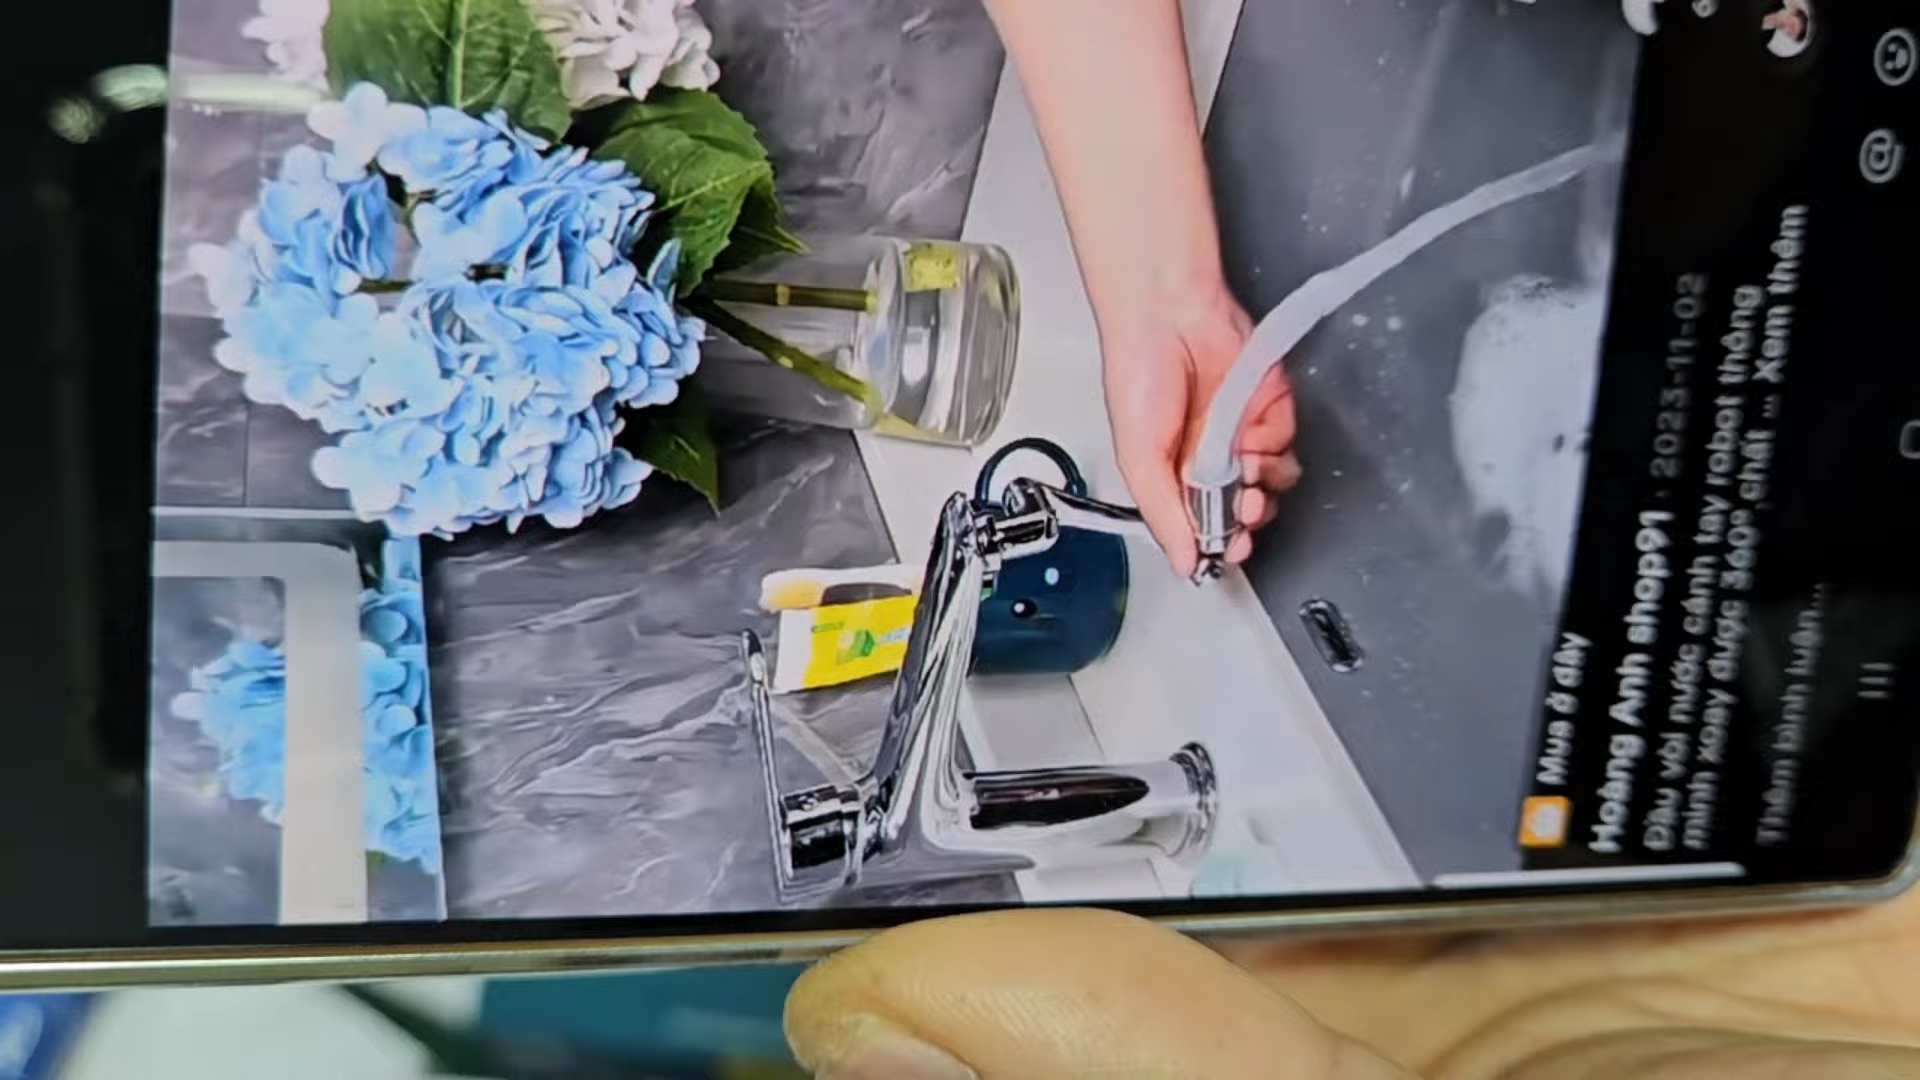 Mua ở đây
Hoàng Anh shop91 · 2023-11-02
Đầu vòi nước cánh tay robot thông
minh xoay được 360º,chất ... Xem thêm
Thêm bình luận...
@